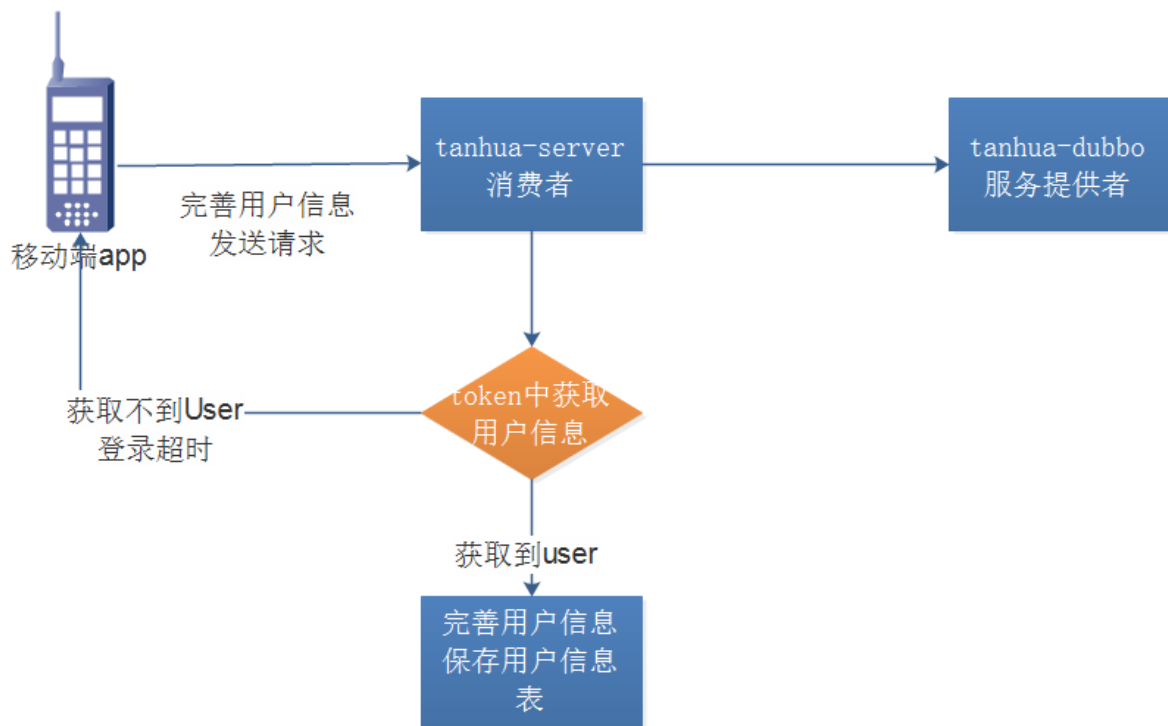 tanhua-server
消费者
tanhua-dubbo
服务提供者
完善用户信息
发送请求
移动端app
token中获取
用户信息
获取不到User
登录超时
获取到user
完善用户信息
保存用户信息
表